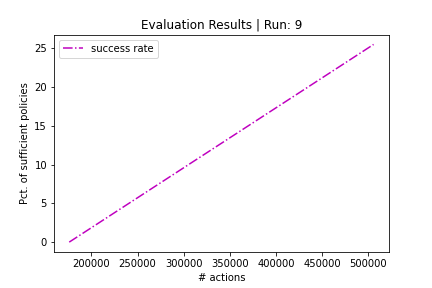 Evaluation Results | Run: 9
success rate
Pct. of sufficient policies
25
20
15
10
5
0
200000 250000 300000 350000 400000 450000 500000
# actions